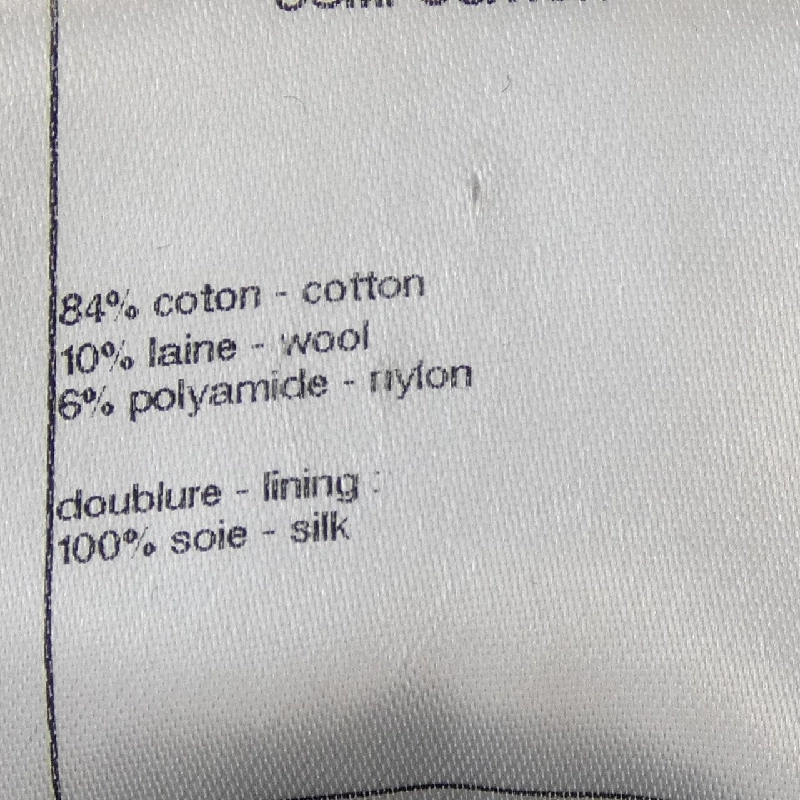 84% coton - cotton
10% laine - wool
6% polyamide - nylon
doublure - lining :
100% soie - silk